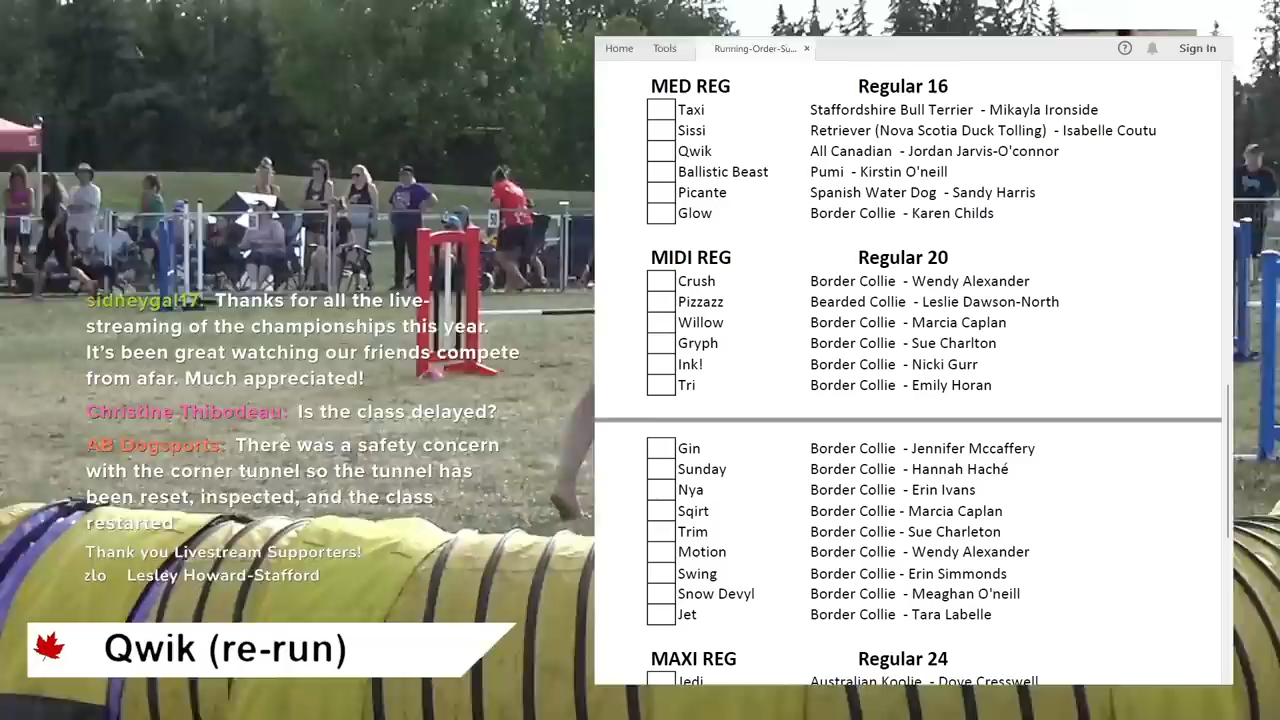 Home Tools Running-Order-Su... × ? Sign In
MED REG Regular 16
Taxi Staffordshire Bull Terrier - Mikayla Ironside
Sissi Retriever (Nova Scotia Duck Tolling) - Isabelle Coutu
Qwik All Canadian - Jordan Jarvis-O'connor
Ballistic Beast Pumi - Kirstin O'neill
Picante Spanish Water Dog - Sandy Harris
Glow Border Collie - Karen Childs
MIDI REG Regular 20
Crush Border Collie - Wendy Alexander
Pizzazz Bearded Collie - Leslie Dawson-North
Willow Border Collie - Marcia Caplan
Gryph Border Collie - Sue Charlton
Ink! Border Collie - Nicki Gurr
Tri Border Collie - Emily Horan
Gin Border Collie - Jennifer Mccaffery
Sunday Border Collie - Hannah Haché
Nya Border Collie - Erin Ivans
Sqirt Border Collie - Marcia Caplan
Trim Border Collie - Sue Charleton
Motion Border Collie - Wendy Alexander
Swing Border Collie - Erin Simmonds
Snow Devyl Border Collie - Meaghan O'neill
Jet Border Collie - Tara Labelle
MAXI REG Regular 24
Jedi Australian Koolie - Dove Cresswell
sidneygal17: Thanks for all the live-
streaming of the championships this year.
It's been great watching our friends compete
from afar. Much appreciated!
Christine Thibodeau: Is the class delayed?
AB Dogsports: There was a safety concern
with the corner tunnel so the tunnel has
been reset, inspected, and the class
restarted
Thank you Livestream Supporters!
zlo Lesley Howard-Stafford
Qwik (re-run)